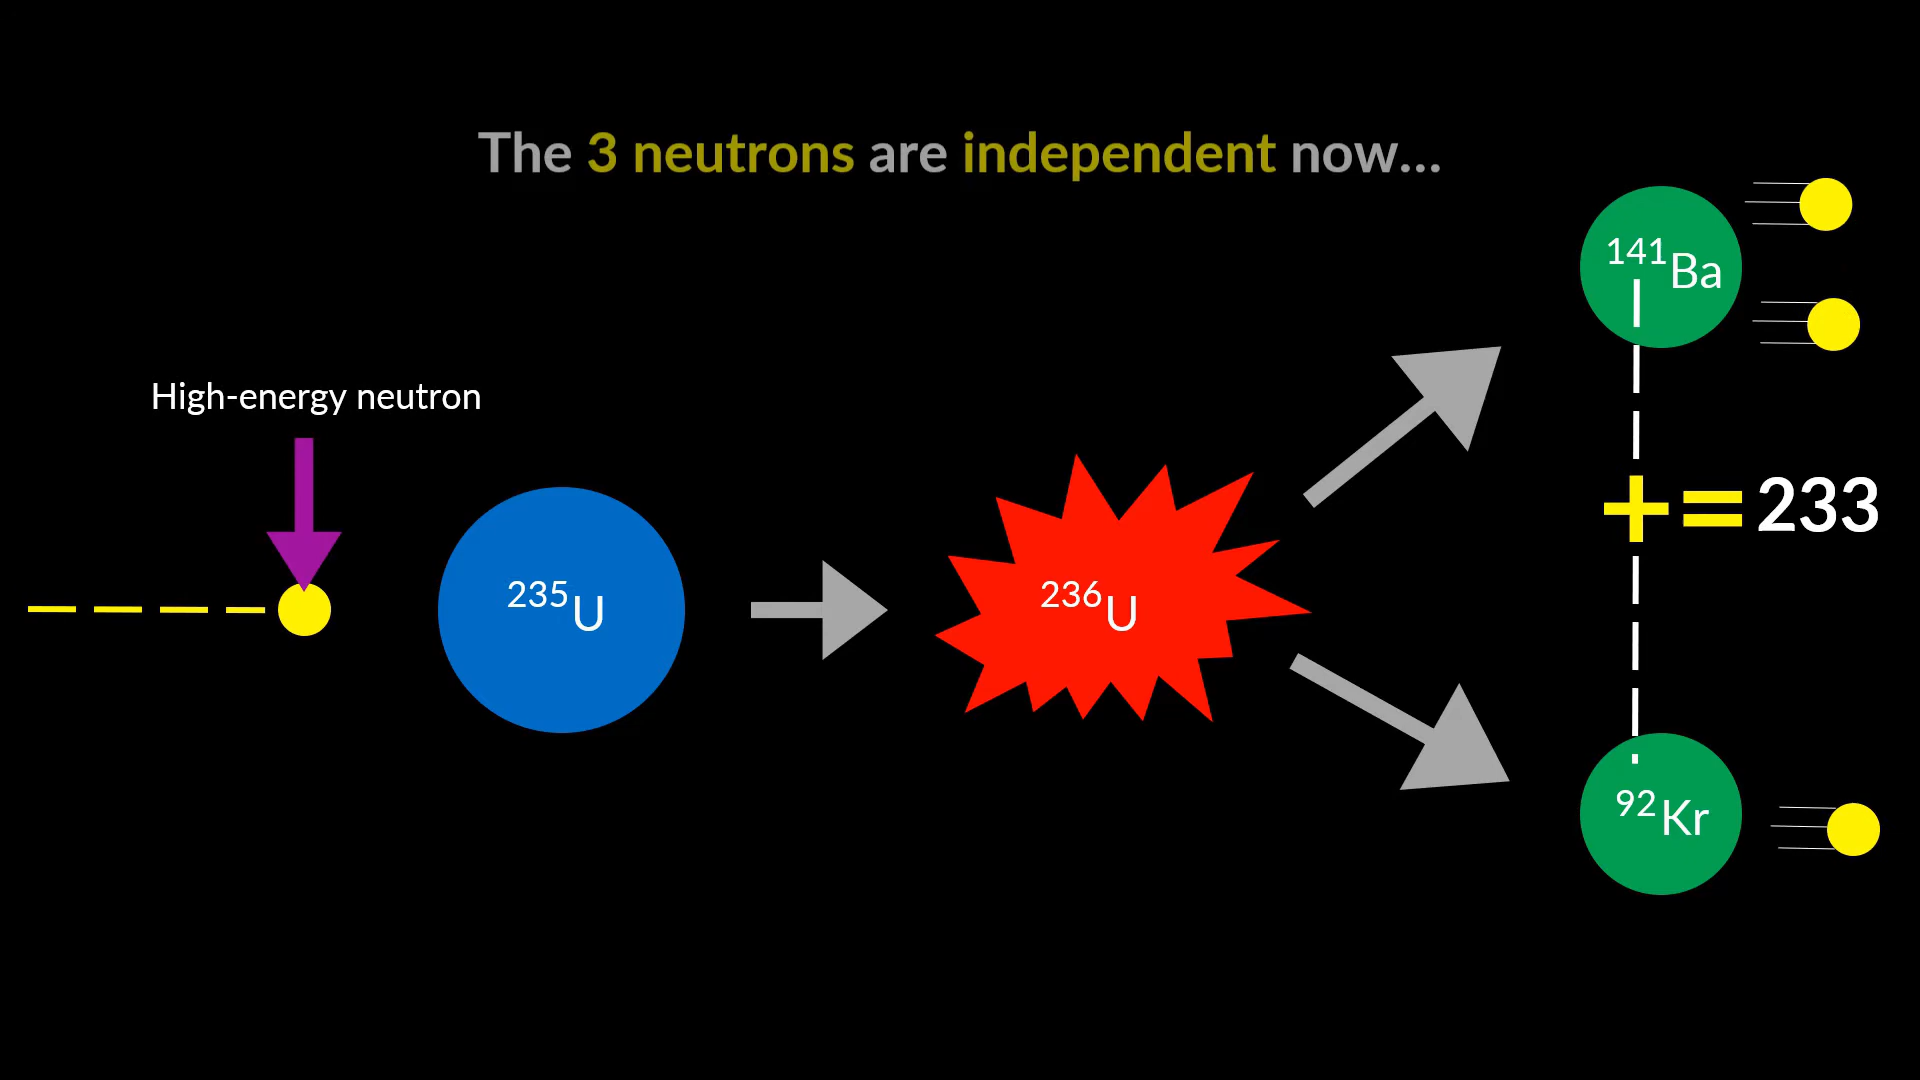 The 3 neutrons are independent now...
High-energy neutron
²³⁵U
²³⁶U
¹⁴¹Ba
+ = 233
⁹²Kr